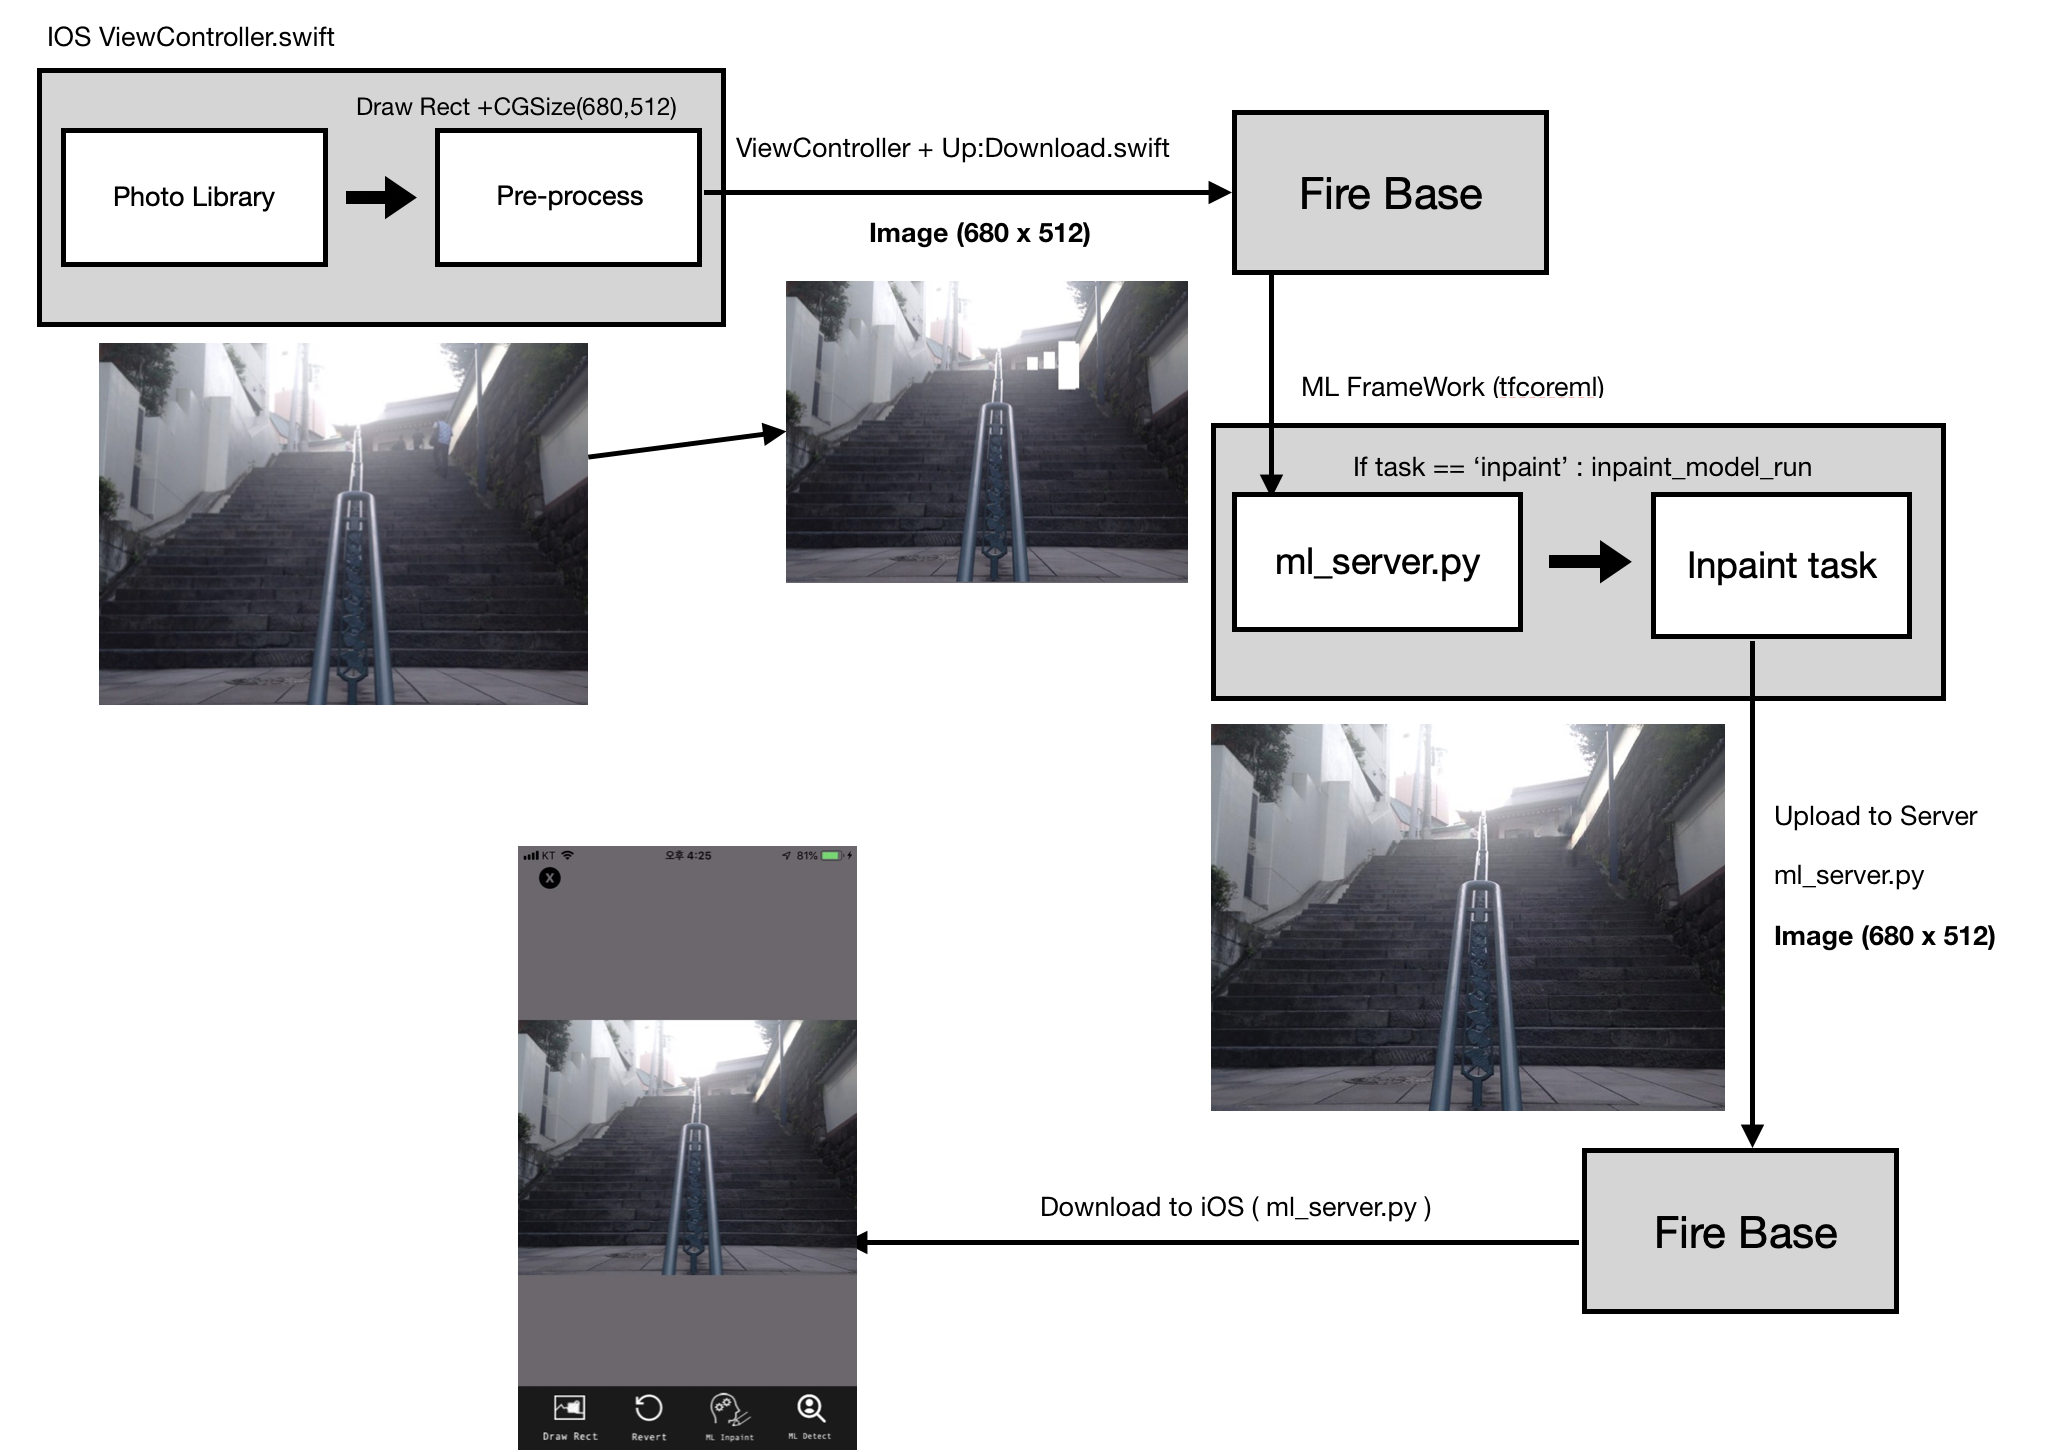 IOS ViewController.swift
Draw Rect +CGSize(680,512)
Photo Library
Pre-process
ViewController + Up:Download.swift
Image (680 x 512)
Fire Base
ML FrameWork (tfcoreml)
If task == ‘inpaint’ : inpaint_model_run
ml_server.py
Inpaint task
Upload to Server
ml_server.py
Image (680 x 512)
KT 오후 4:25 81%
X
Download to iOS ( ml_server.py )
Fire Base
Draw Rect Revert ML Inpaint ML Detect